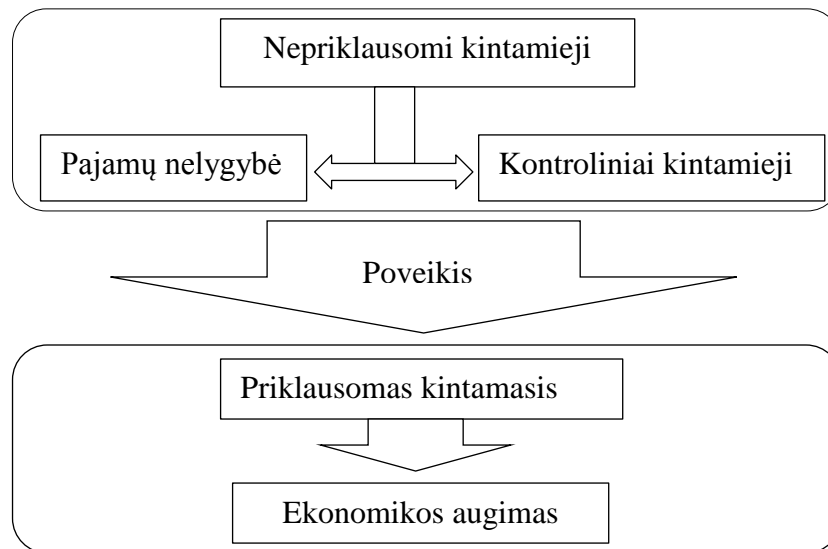 Nepriklausomi kintamieji
Pajamų nelygybė
Kontroliniai kintamieji
Poveikis
Priklausomas kintamasis
Ekonomikos augimas